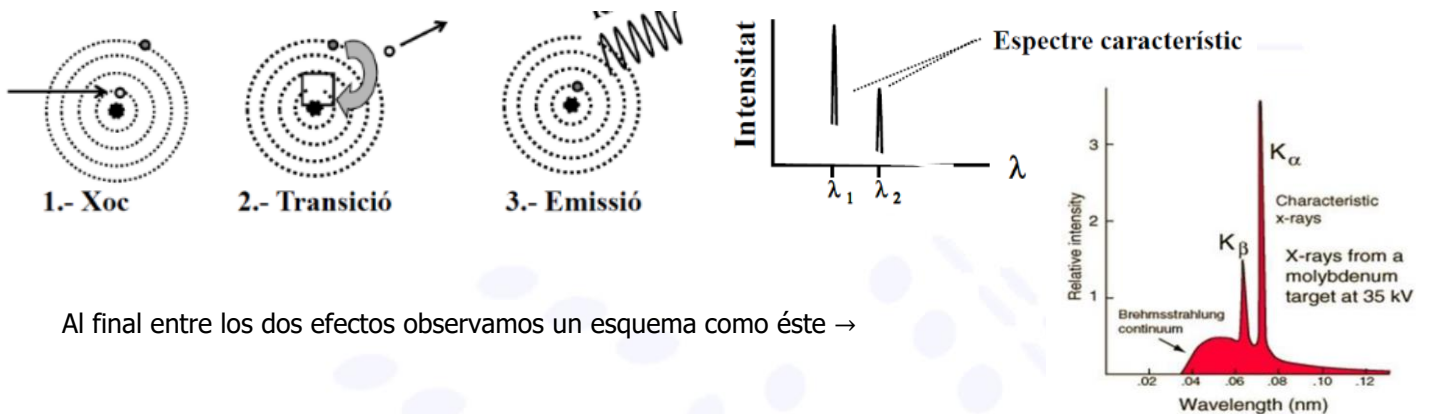 1.- Xoc
2.- Transició
3.- Emissió
Intensitat
Espectre característic
λ
λ 1
λ 2
Al final entre los dos efectos observamos un esquema como éste →
Relative intensity
3
2
1
Kα
Kβ
Characteristic
x-rays
X-rays from a
molybdenum
target at 35 kV
Brehmsstrahlung
continuum
.02 .04 .06 .08 .10 .12
Wavelength (nm)